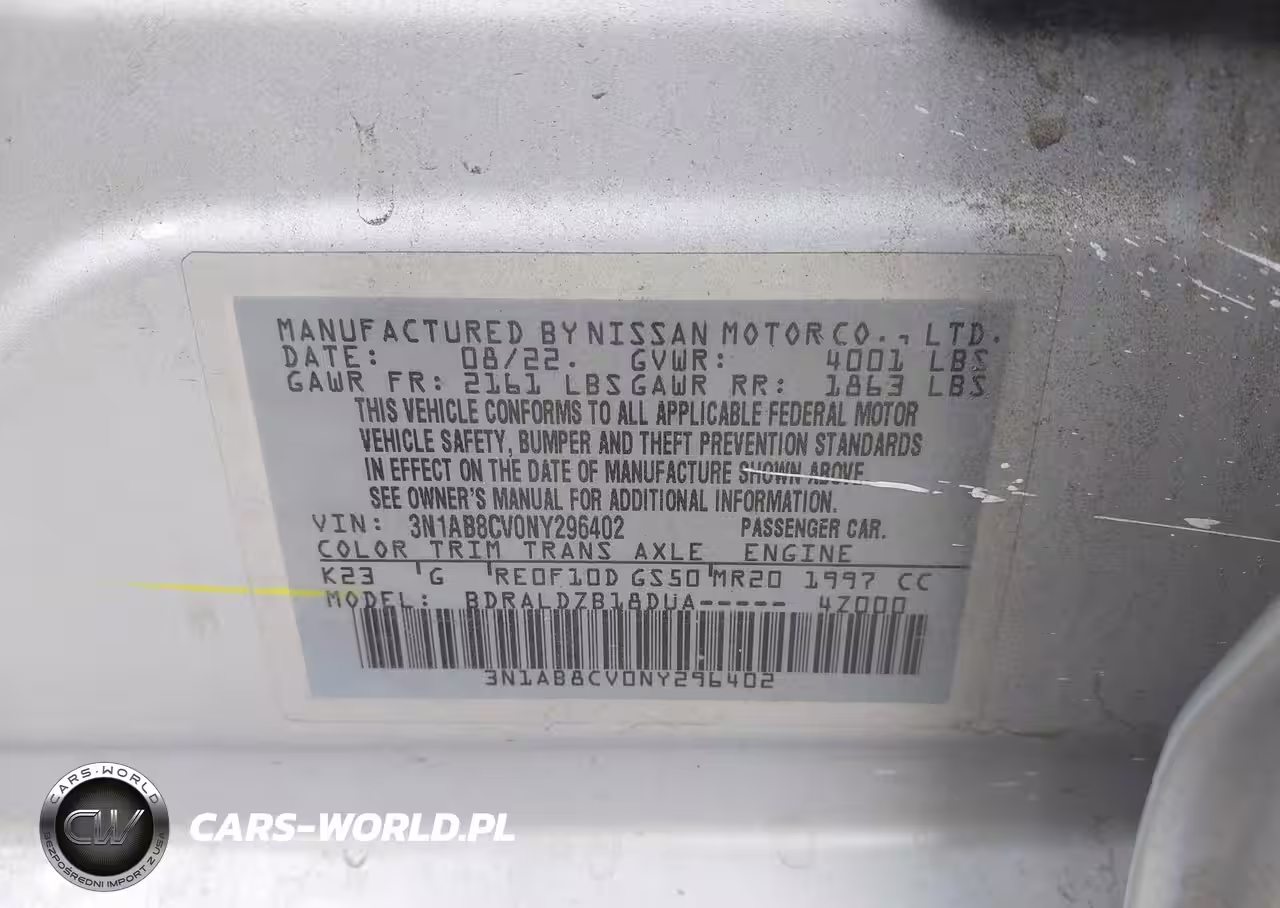 MANUFACTURED BY NISSAN MOTOR CO., LTD.
DATE: 08/22. GVWR: 4001 LBS
GAWR FR: 2161 LBS GAWR RR: 1863 LBS
THIS VEHICLE CONFORMS TO ALL APPLICABLE FEDERAL MOTOR
VEHICLE SAFETY, BUMPER AND THEFT PREVENTION STANDARDS
IN EFFECT ON THE DATE OF MANUFACTURE SHOWN ABOVE
SEE OWNER'S MANUAL FOR ADDITIONAL INFORMATION.
VIN: 3N1AB8CV0NY296402 PASSENGER CAR.
COLOR TRIM TRANS AXLE ENGINE
K23 G RE0F10D GS50 MR20 1997 CC
MODEL: BDRALDZB18DUA----- 4Z000
3N1AB8CV0NY296402
CARS-WORLD
CW
BEZPOŚREDNI IMPORT Z USA
CARS-WORLD.PL